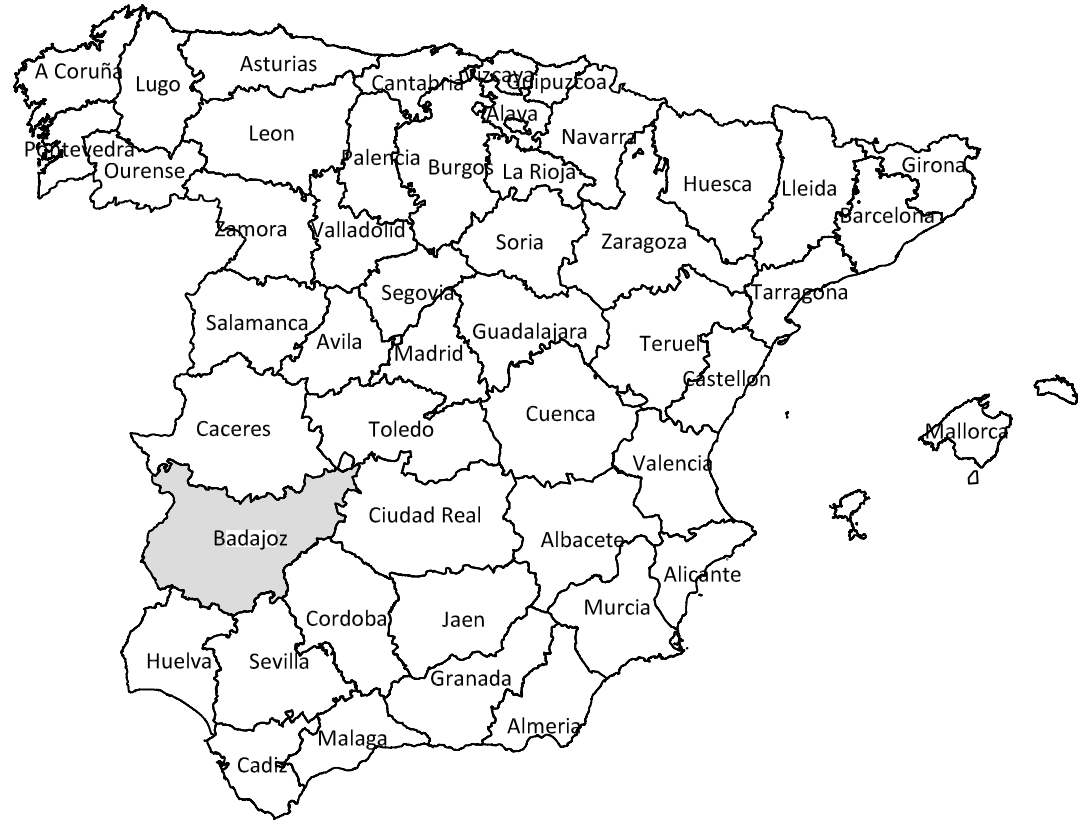 Asturias
A Coruña
Lugo
Cantabria
Vizcaya
Guipuzcoa
Alava
Leon
Navarra
Pontevedra
Ourense
Palencia
Burgos
La Rioja
Huesca
Lleida
Girona
Barcelona
Zamora
Valladolid
Soria
Zaragoza
Segovia
Tarragona
Salamanca
Avila
Madrid
Guadalajara
Teruel
Castellon
Caceres
Toledo
Cuenca
Mallorca
Valencia
Badajoz
Ciudad Real
Albacete
Alicante
Cordoba
Jaen
Murcia
Huelva
Sevilla
Granada
Almeria
Malaga
Cadiz